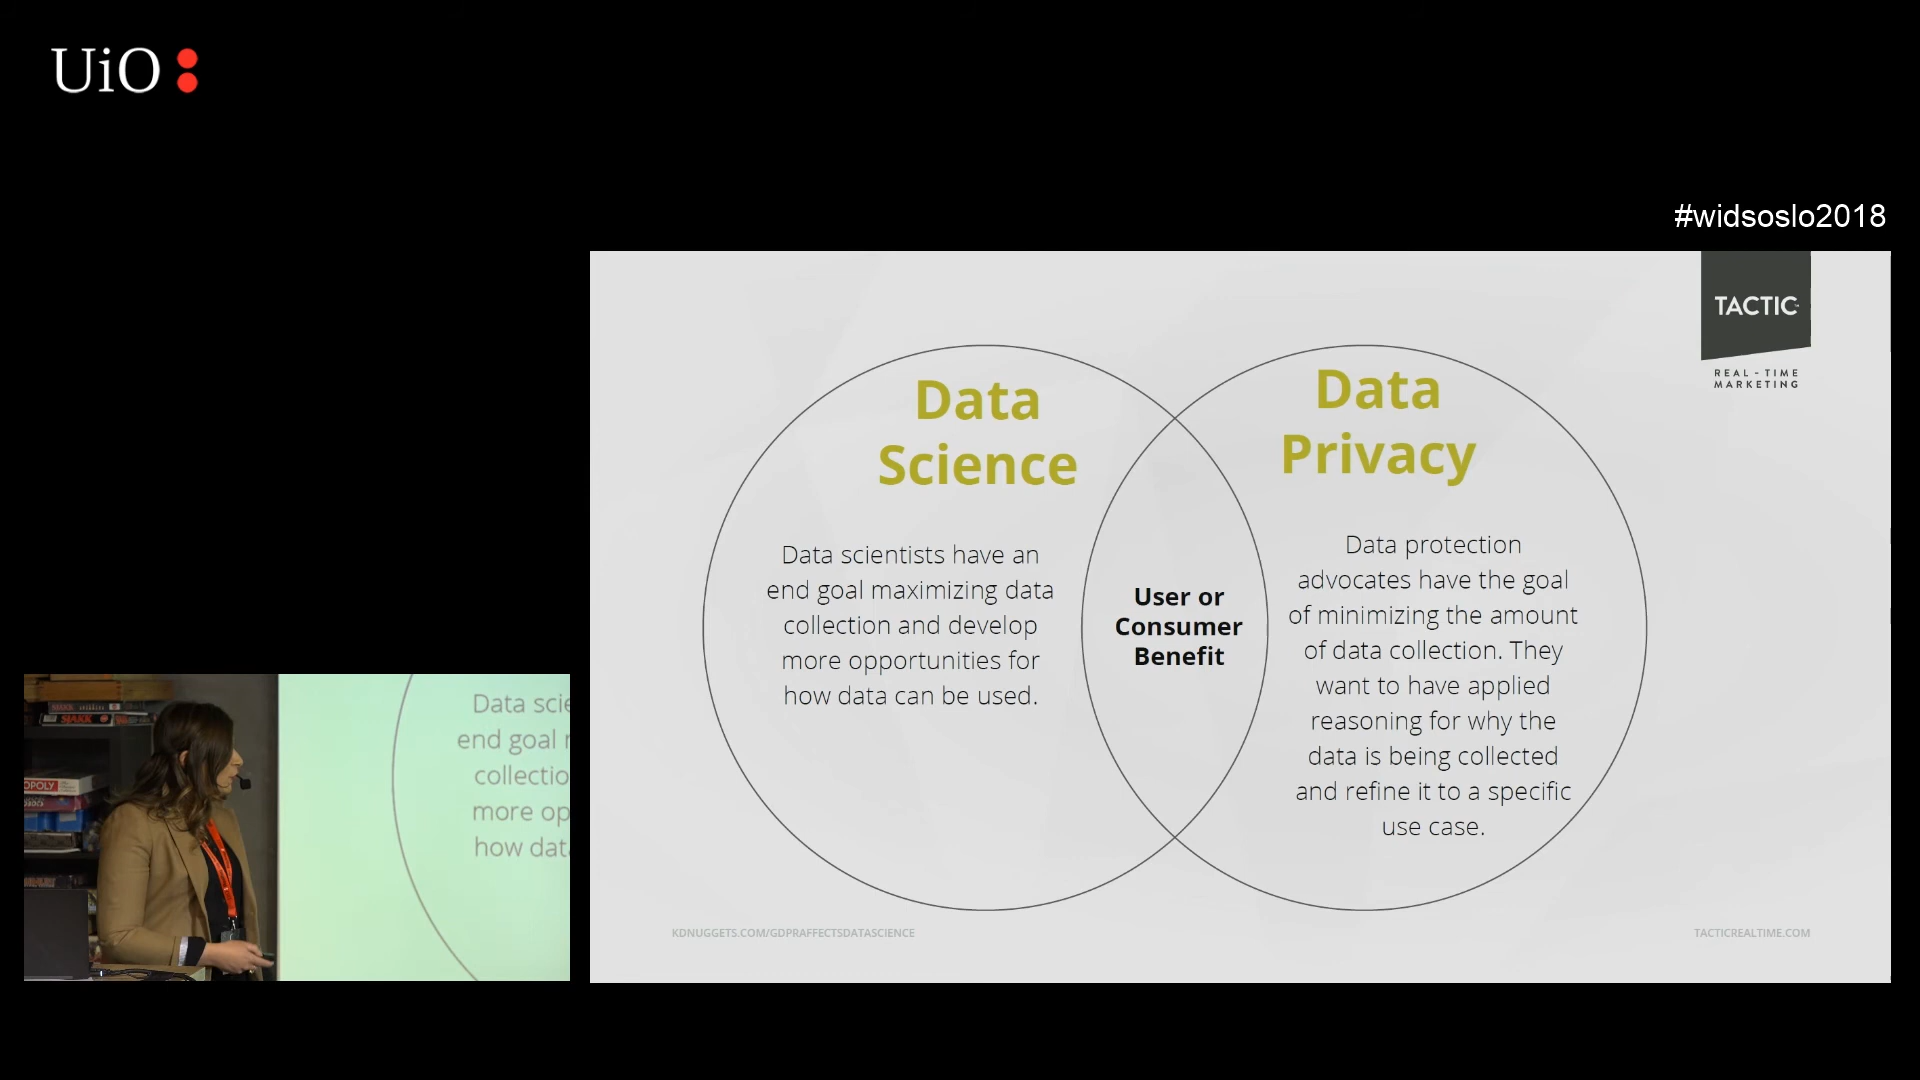 UiO
#widsoslo2018
TACTIC
REAL-TIME
MARKETING
Data
Science
Data scientists have an
end goal maximizing data
collection and develop
more opportunities for
how data can be used.
User or
Consumer
Benefit
Data
Privacy
Data protection
advocates have the goal
of minimizing the amount
of data collection. They
want to have applied
reasoning for why the
data is being collected
and refine it to a specific
use case.
KDNUGGETS.COM/GDPRAFFECTSDATASCIENCE
TACTICREALTIME.COM
SJAKK
SJAKK
OPOLY
Data scie
end goal
collectio
more op
how dat